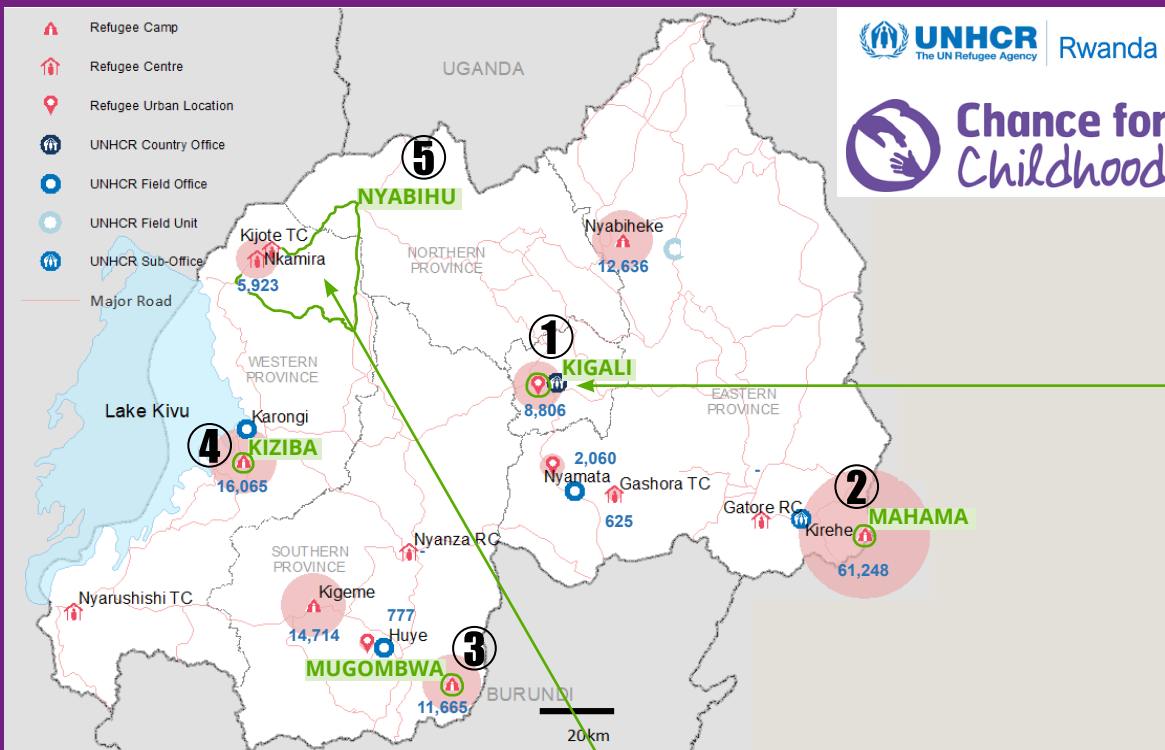 Refugee Camp
Refugee Centre
Refugee Urban Location
UNHCR Country Office
UNHCR Field Office
UNHCR Field Unit
UNHCR Sub-Office
Major Road
UNHCR
The UN Refugee Agency
Rwanda
Chance for
Childhood
UGANDA
5
NYABIHU
Kijote TC
Nkamira
5,923
NORTHERN
PROVINCE
Nyabiheke
12,636
1
KIGALI
8,806
WESTERN
PROVINCE
EASTERN
PROVINCE
Lake Kivu
Karongi
4
KIZIBA
16,065
2,060
Nyamata
Gashora TC
625
-
2
Gatore RC
MAHAMA
Kirehe
61,248
SOUTHERN
PROVINCE
Nyanza RC
-
Nyarushishi TC
Kigeme
14,714
777
Huye
3
MUGOMBWA
11,665
BURUNDI
20km